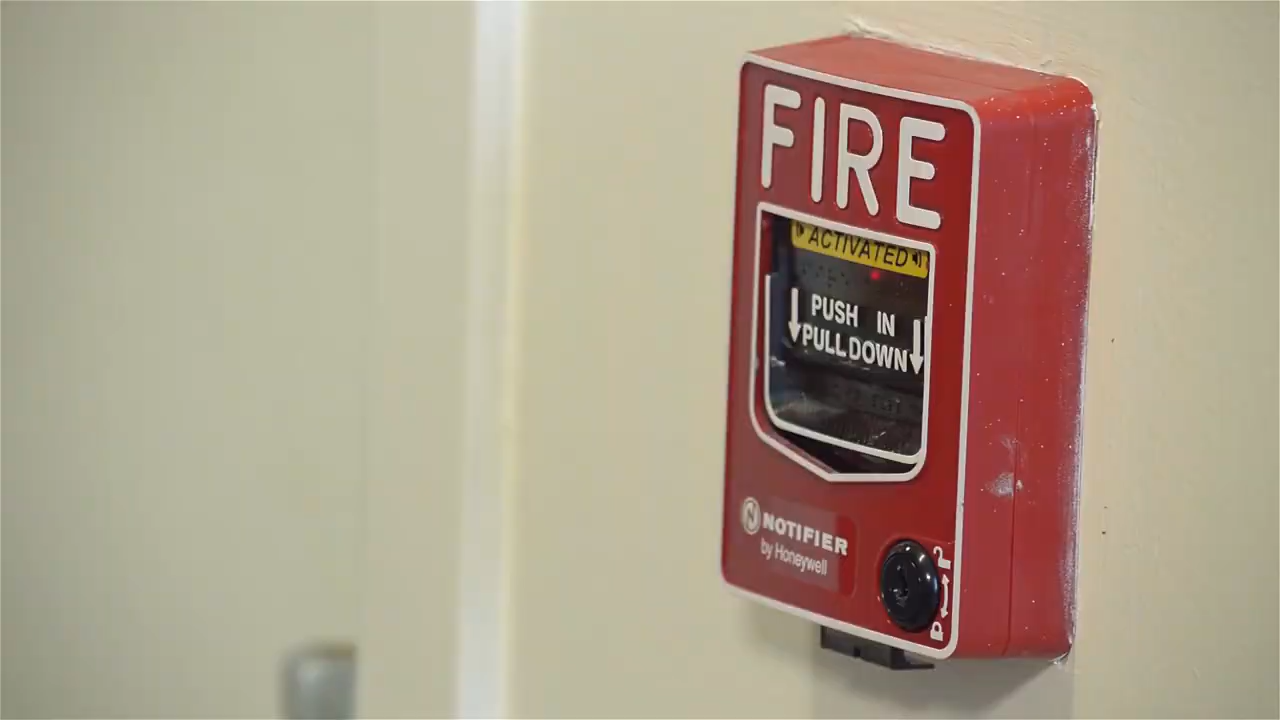 FIRE
ACTIVATED
PUSH IN
PULL DOWN
N NOTIFIER
by Honeywell